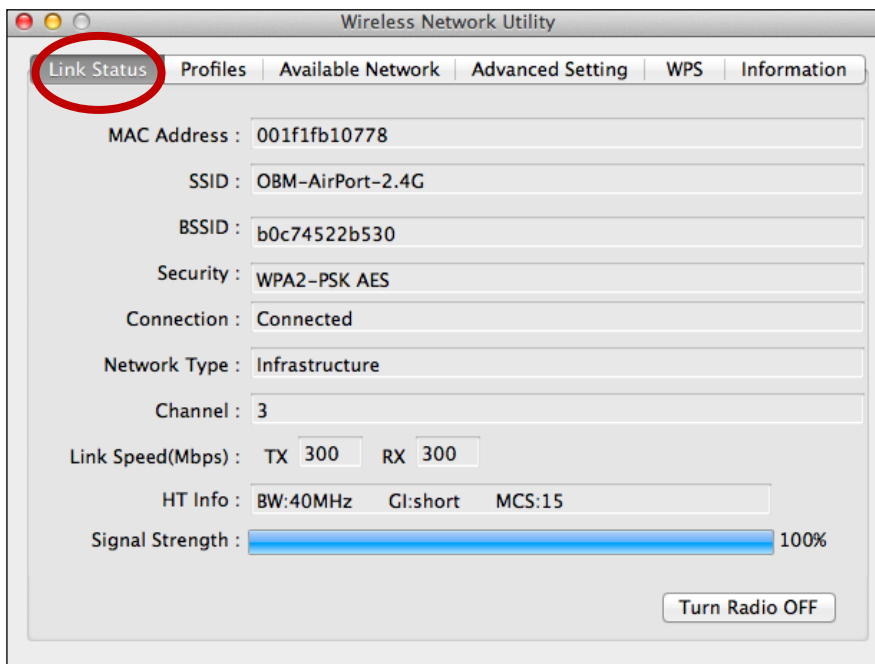 Wireless Network Utility
Link Status Profiles Available Network Advanced Setting WPS Information
MAC Address : 001f1fb10778
SSID : OBM-AirPort-2.4G
BSSID : b0c74522b530
Security : WPA2-PSK AES
Connection : Connected
Network Type : Infrastructure
Channel : 3
Link Speed(Mbps) : TX 300 RX 300
HT Info : BW:40MHz GI:short MCS:15
Signal Strength : 100%
Turn Radio OFF